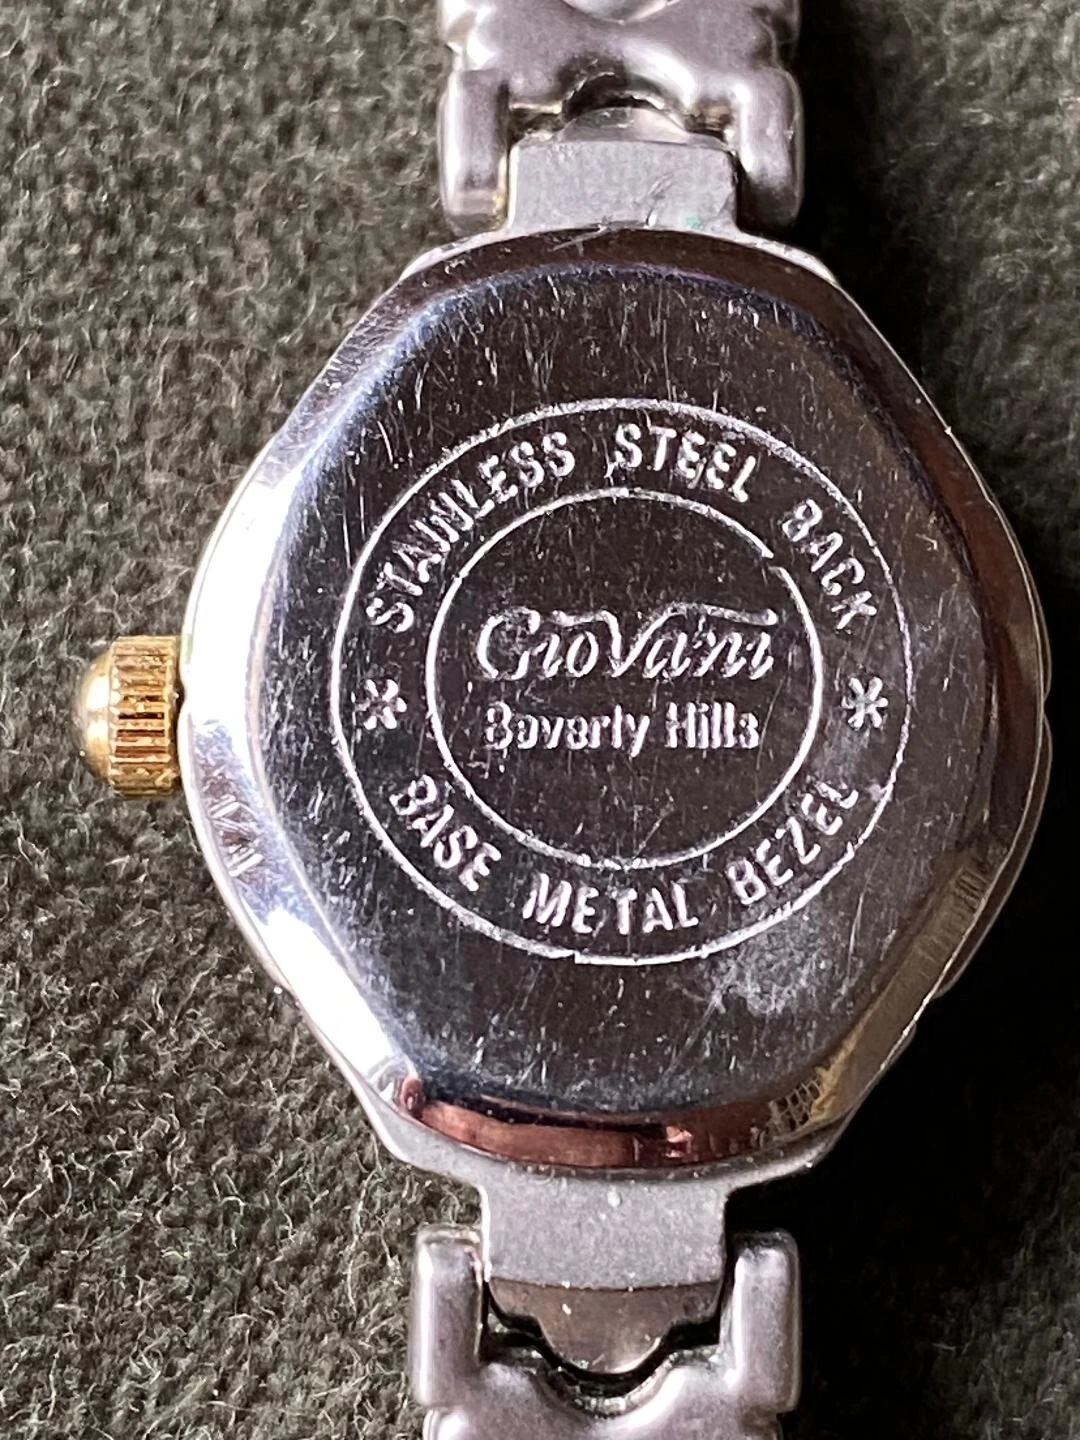 STAINLESS STEEL BACK
GioVani
Beverly Hills
* BASE METAL BEZEL *